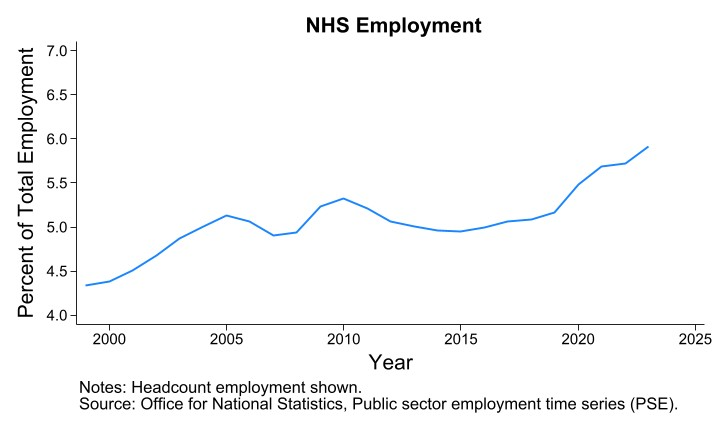 NHS Employment
Percent of Total Employment
7.0
6.5
6.0
5.5
5.0
4.5
4.0
2000 2005 2010 2015 2020 2025
Year
Notes: Headcount employment shown.
Source: Office for National Statistics, Public sector employment time series (PSE).